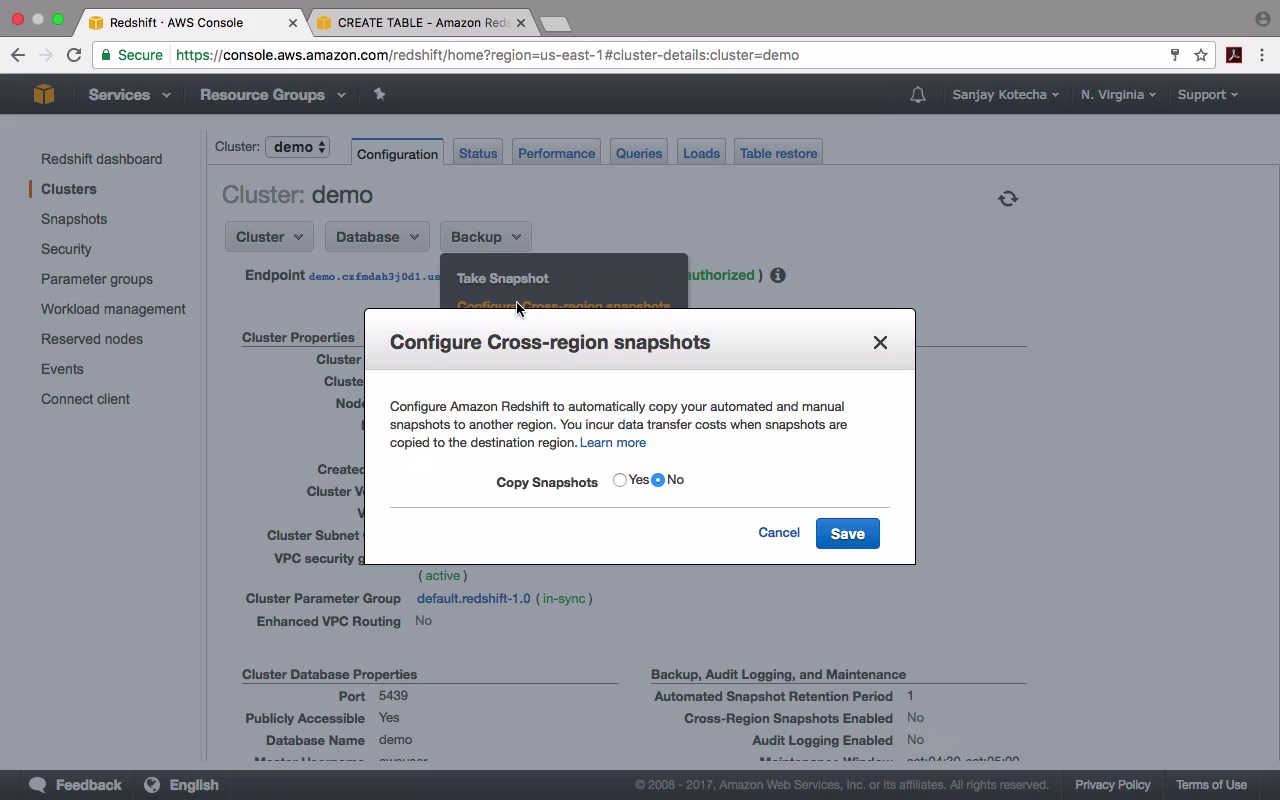 Redshift · AWS Console
CREATE TABLE - Amazon Reds
Secure https://console.aws.amazon.com/redshift/home?region=us-east-1#cluster-details:cluster=demo
Services Resource Groups Sanjay Kotecha N. Virginia Support
Redshift dashboard
Clusters
Snapshots
Security
Parameter groups
Workload management
Reserved nodes
Events
Connect client
Cluster: demo Configuration Status Performance Queries Loads Table restore
Cluster: demo
Cluster Database Backup
Endpoint demo.czfmdah3j0d1.us
uthorized )
Take Snapshot
Configure Cross-region snapshots
Cluster Properties
Cluster
Cluste
Node
Created
Cluster Ve
V
Cluster Subnet
VPC security g
( active )
Cluster Parameter Group default.redshift-1.0 ( in-sync )
Enhanced VPC Routing No
Configure Cross-region snapshots
Configure Amazon Redshift to automatically copy your automated and manual
snapshots to another region. You incur data transfer costs when snapshots are
copied to the destination region. Learn more
Copy Snapshots Yes No
Cancel Save
Cluster Database Properties
Port 5439
Publicly Accessible Yes
Database Name demo
Backup, Audit Logging, and Maintenance
Automated Snapshot Retention Period 1
Cross-Region Snapshots Enabled No
Audit Logging Enabled No
Feedback English © 2008 - 2017, Amazon Web Services, Inc. or its affiliates. All rights reserved. Privacy Policy Terms of Use